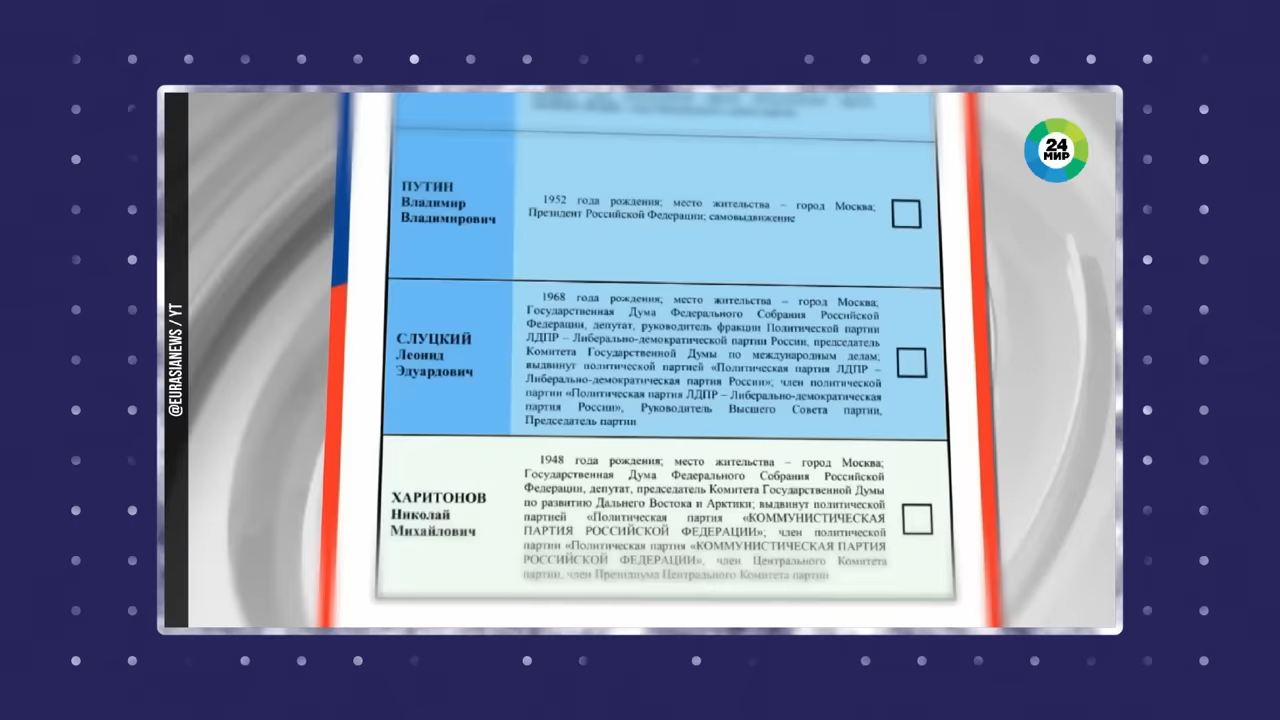 24
МИР
@EURASIANEWS / YT
ПУТИН
Владимир
Владимирович
1952 года рождения; место жительства – город Москва;
Президент Российской Федерации; самовыдвижение
СЛУЦКИЙ
Леонид
Эдуардович
1968 года рождения; место жительства – город Москва;
Государственная Дума Федерального Собрания Российской
Федерации, депутат, руководитель фракции Политической партии
ЛДПР – Либерально-демократической партии России, председатель
Комитета Государственной Думы по международным делам;
выдвинут политической партией «Политическая партия ЛДПР –
Либерально-демократическая партия России»; член политической
партии «Политическая партия ЛДПР – Либерально-демократическая
партия России», Руководитель Высшего Совета партии,
Председатель партии
ХАРИТОНОВ
Николай
Михайлович
1948 года рождения; место жительства – город Москва;
Государственная Дума Федерального Собрания Российской
Федерации, депутат, председатель Комитета Государственной Думы
по развитию Дальнего Востока и Арктики; выдвинут политической
партией «Политическая партия «КОММУНИСТИЧЕСКАЯ
ПАРТИЯ РОССИЙСКОЙ ФЕДЕРАЦИИ»; член политической
партии «Политическая партия «КОММУНИСТИЧЕСКАЯ ПАРТИЯ
РОССИЙСКОЙ ФЕДЕРАЦИИ», член Центрального Комитета
партии, член Президиума Центрального Комитета партии